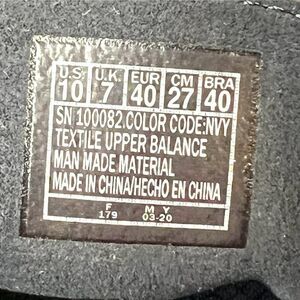 U.S. U.K. EUR CM BRA
10 7 40 27 40
SN 100082.COLOR CODE:NVY
TEXTILE UPPER BALANCE
MAN MADE.MATERIAL
MADE IN CHINA/HECHO EN CHINA
F M Y
179 03-20